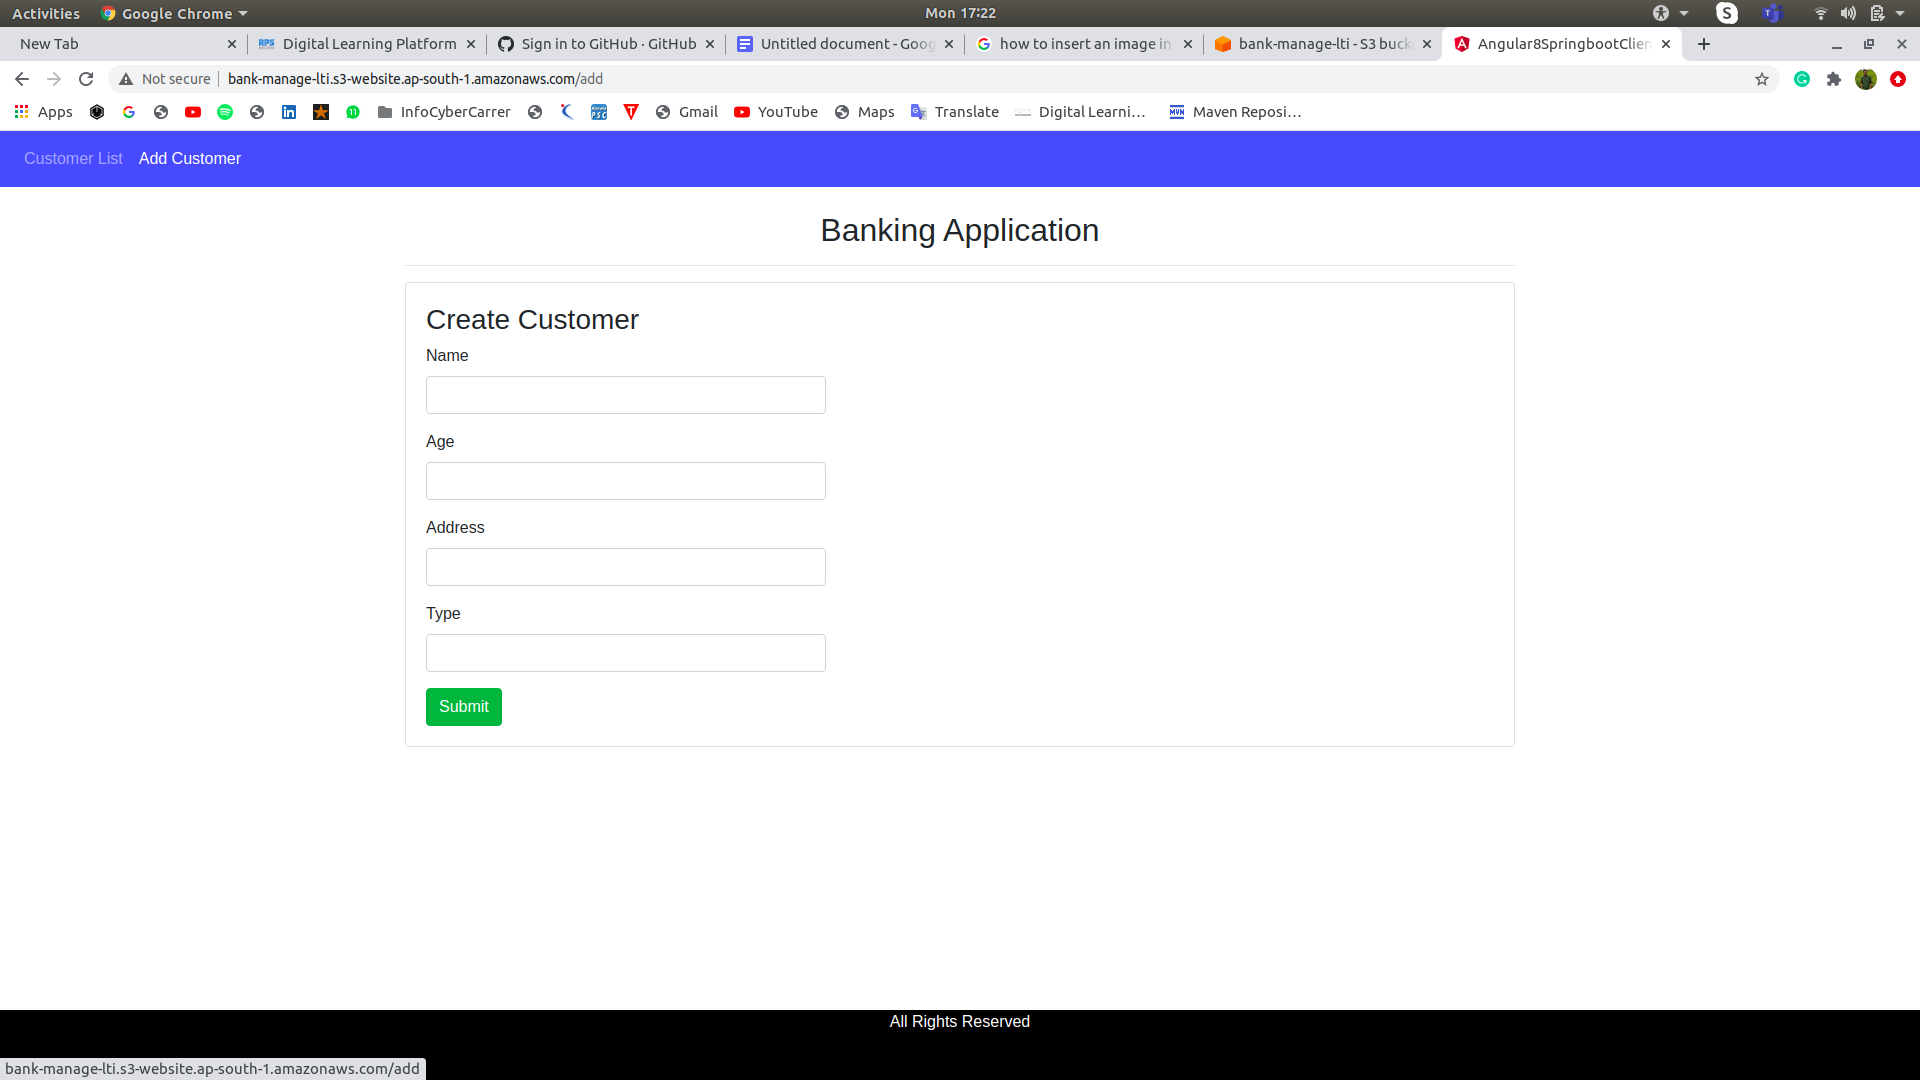 Activities Google Chrome Mon 17:22
New Tab Digital Learning Platform Sign in to GitHub · GitHub Untitled document - Goog how to insert an image in bank-manage-lti - S3 buck Angular8SpringbootClien
Not secure bank-manage-lti.s3-website.ap-south-1.amazonaws.com/add
Apps InfoCyberCarrer Gmail YouTube Maps Translate Digital Learni... Maven Reposi...
Customer List Add Customer
Banking Application
Create Customer
Name
Age
Address
Type
Submit
All Rights Reserved
bank-manage-lti.s3-website.ap-south-1.amazonaws.com/add